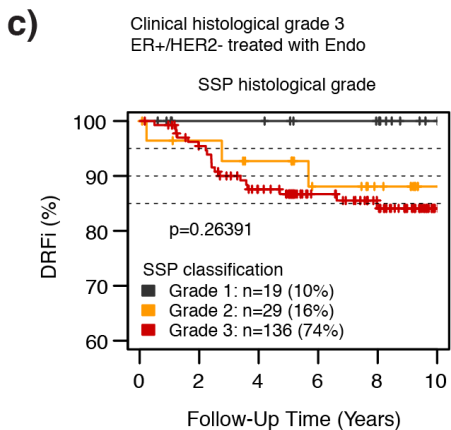 c)
Clinical histological grade 3
ER+/HER2- treated with Endo
SSP histological grade
100
90
80
70
60
DRFi (%)
p=0.26391
SSP classification
Grade 1: n=19 (10%)
Grade 2: n=29 (16%)
Grade 3: n=136 (74%)
0 2 4 6 8 10
Follow-Up Time (Years)